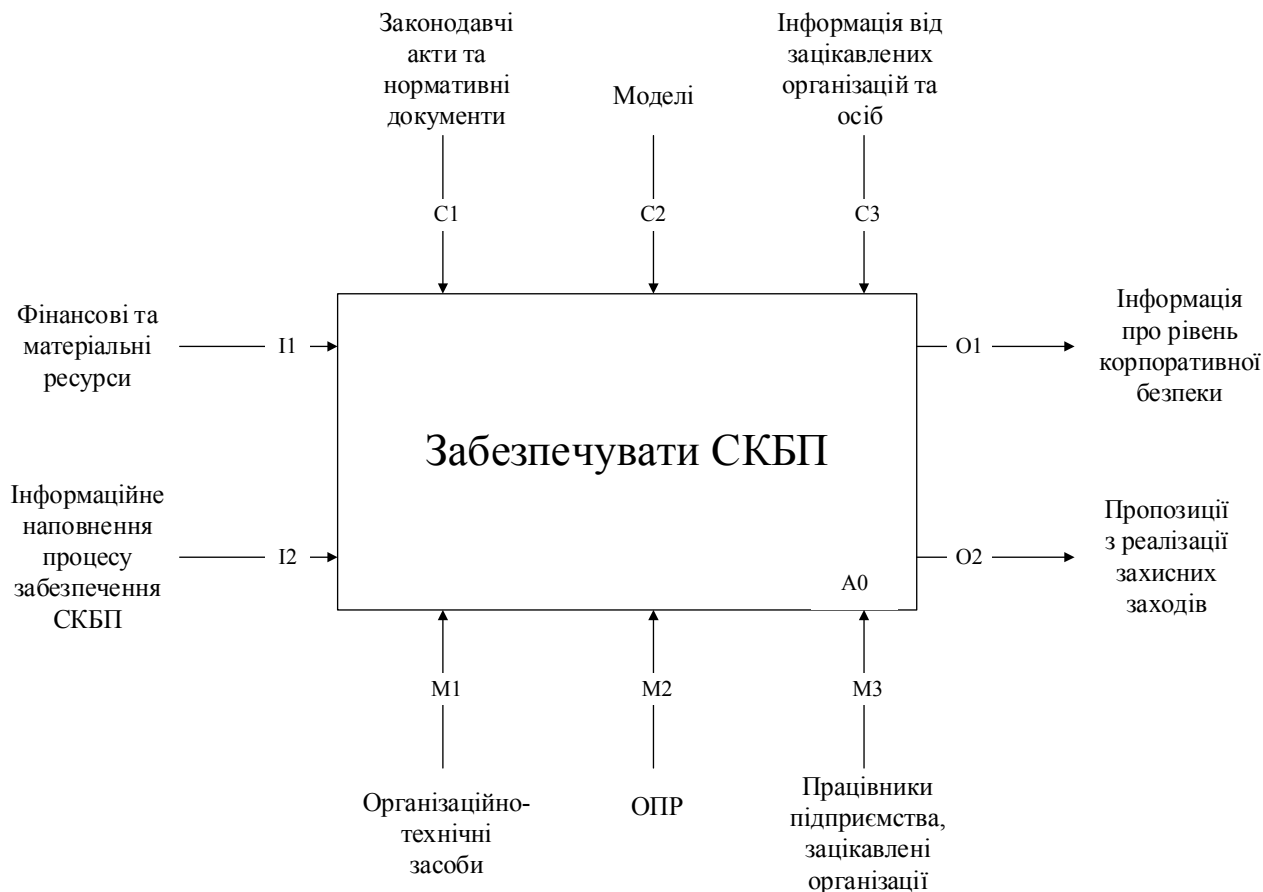 Законодавчі
акти та
нормативні
документи
Моделі
Інформація від
зацікавлених
організацій та
осіб
C1
C2
C3
Фінансові та
матеріальні
ресурси
I1
Інформаційне
наповнення
процесу
забезпечення
СКБП
I2
Забезпечувати СКБП
A0
O1
Інформація
про рівень
корпоративної
безпеки
O2
Пропозиції
з реалізації
захисних
заходів
M1
M2
M3
Організаційно-
технічні
засоби
ОПР
Працівники
підприємства,
зацікавлені
організації